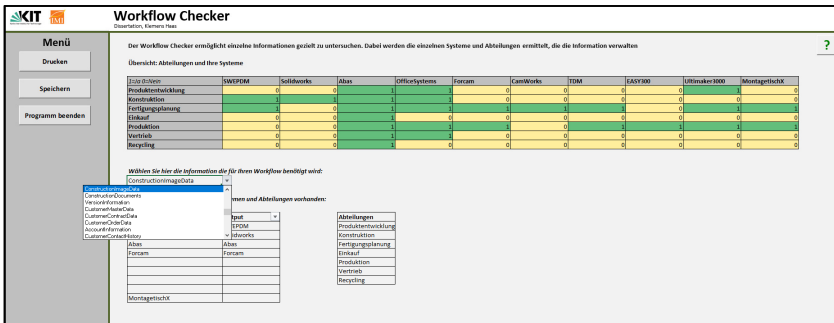 KIT
IMI
Workflow Checker
Dissertation, Klemens Haas
Menü
Drucken
Speichern
Programm beenden
?
Der Workflow Checker ermöglicht einzelne Informationen gezielt zu untersuchen. Dabei werden die einzelnen Systeme und Abteilungen ermittelt, die die Information verwalten
Übersicht: Abteilungen und Ihre Systeme
1=Ja 0=Nein SWEPDM Solidworks Abas OfficeSystems Forcam CamWorks TDM EASY300 Ultimaker3000 MontagetischX
Produktentwicklung 0 0 1 1 0 0 0 0 1 0
Konstruktion 1 1 1 1 0 0 0 0 0 0
Fertigungsplanung 1 0 1 1 1 1 1 0 1 1
Einkauf 0 0 1 1 0 0 0 0 0 0
Produktion 0 0 1 1 1 0 1 1 1 1
Vertrieb 0 0 1 1 0 0 0 0 0 0
Recycling 0 0 1 0 0 0 0 0 0 0
Wählen Sie hier die Information die für Ihren Workflow benötigt wird:
ConstructionImageData
ConstructionImageData
ConstructionDocuments
VersionInformation
CustomerMasterData
CustomerContractData
CustomerOrderData
AccountInformation
CustomerContactHistory
men und Abteilungen vorhanden:
tput Abteilungen
EPDM Produktentwicklung
idworks Konstruktion
Abas Abas Fertigungsplanung
Forcam Forcam Einkauf
Produktion
Vertrieb
Recycling
MontagetischX